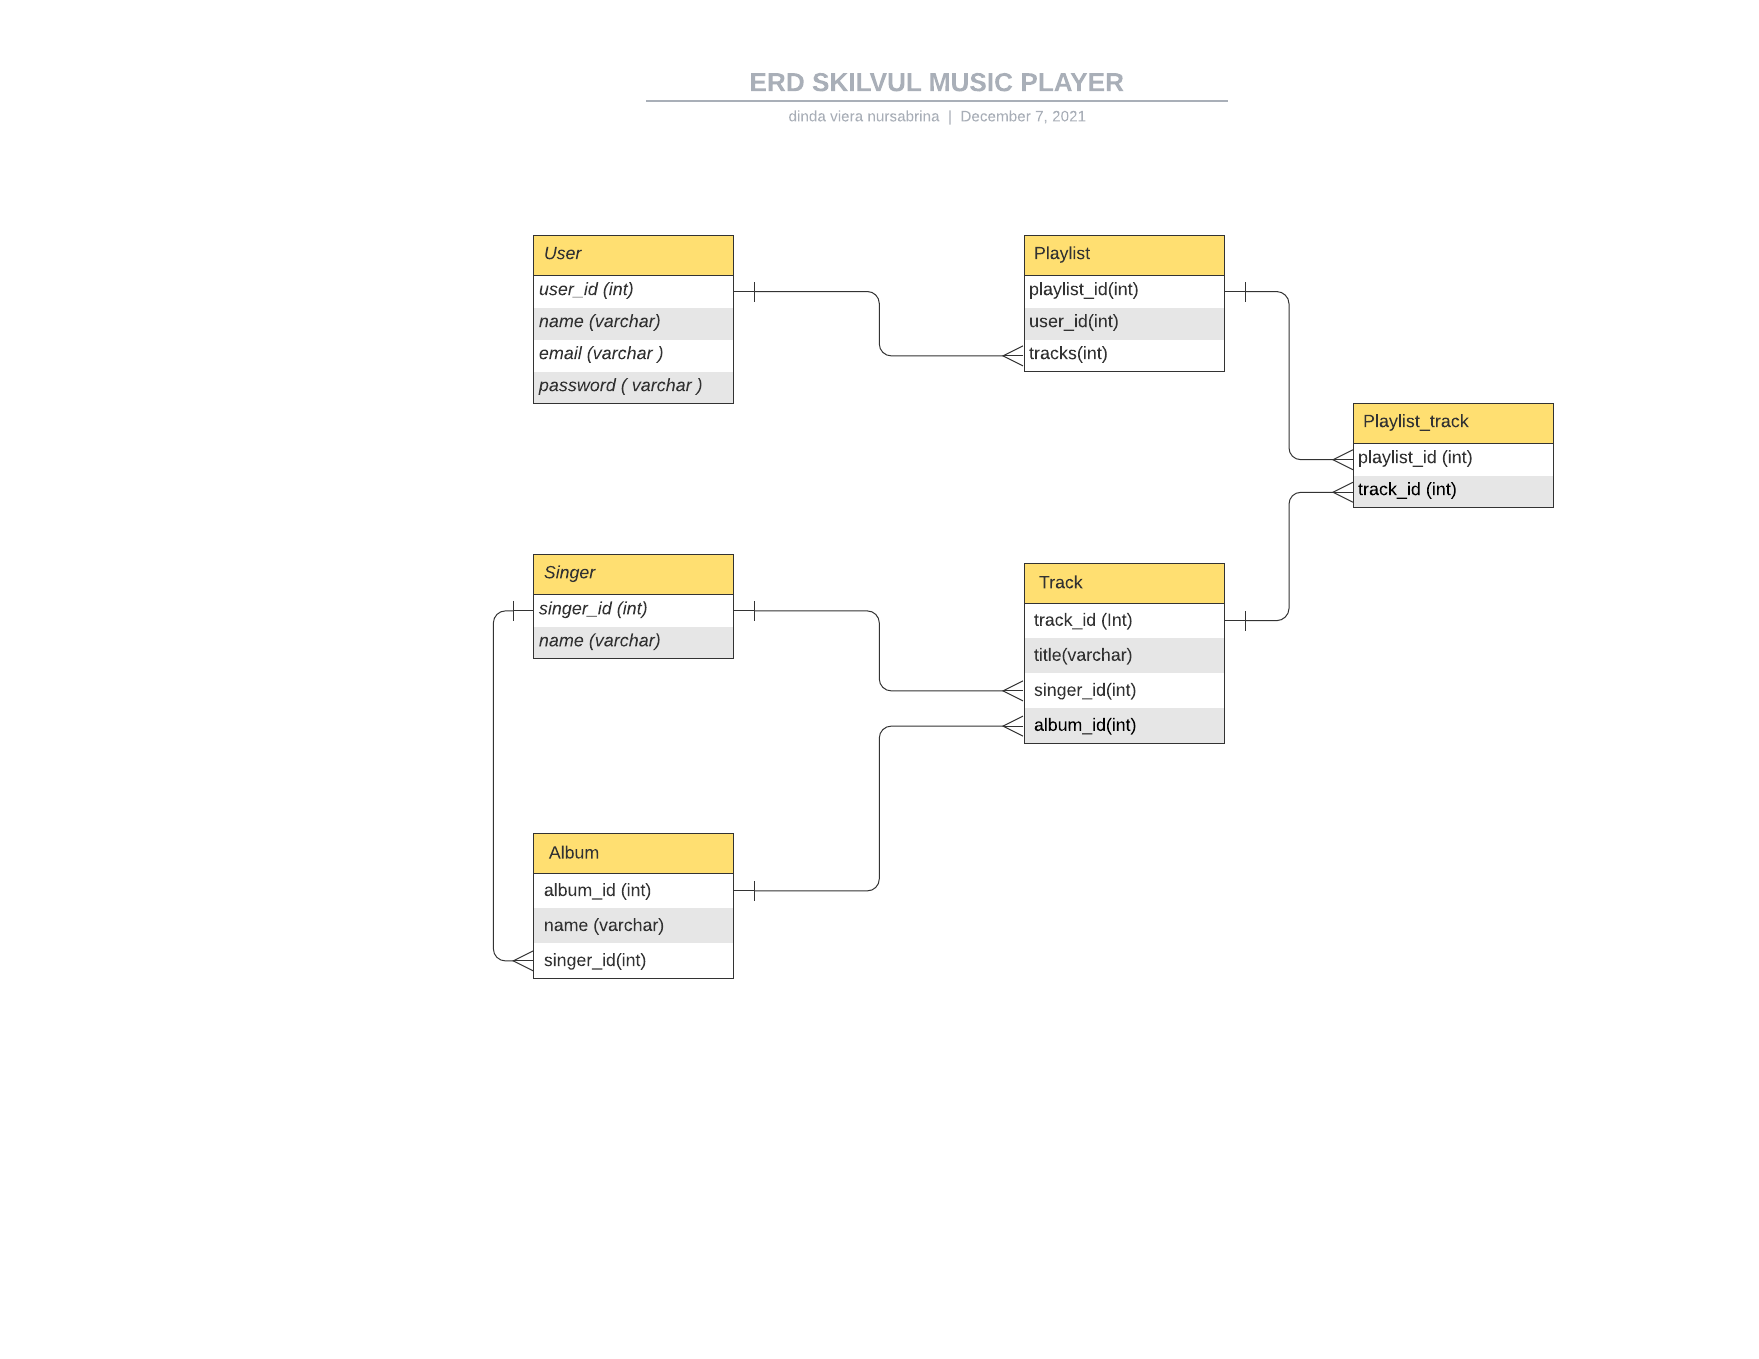 ERD SKILVUL MUSIC PLAYER
dinda viera nursabrina | December 7, 2021
User
user_id (int)
name (varchar)
email (varchar )
password ( varchar )
Playlist
playlist_id(int)
user_id(int)
tracks(int)
Playlist_track
playlist_id (int)
track_id (int)
Singer
singer_id (int)
name (varchar)
Track
track_id (Int)
title(varchar)
singer_id(int)
album_id(int)
Album
album_id (int)
name (varchar)
singer_id(int)